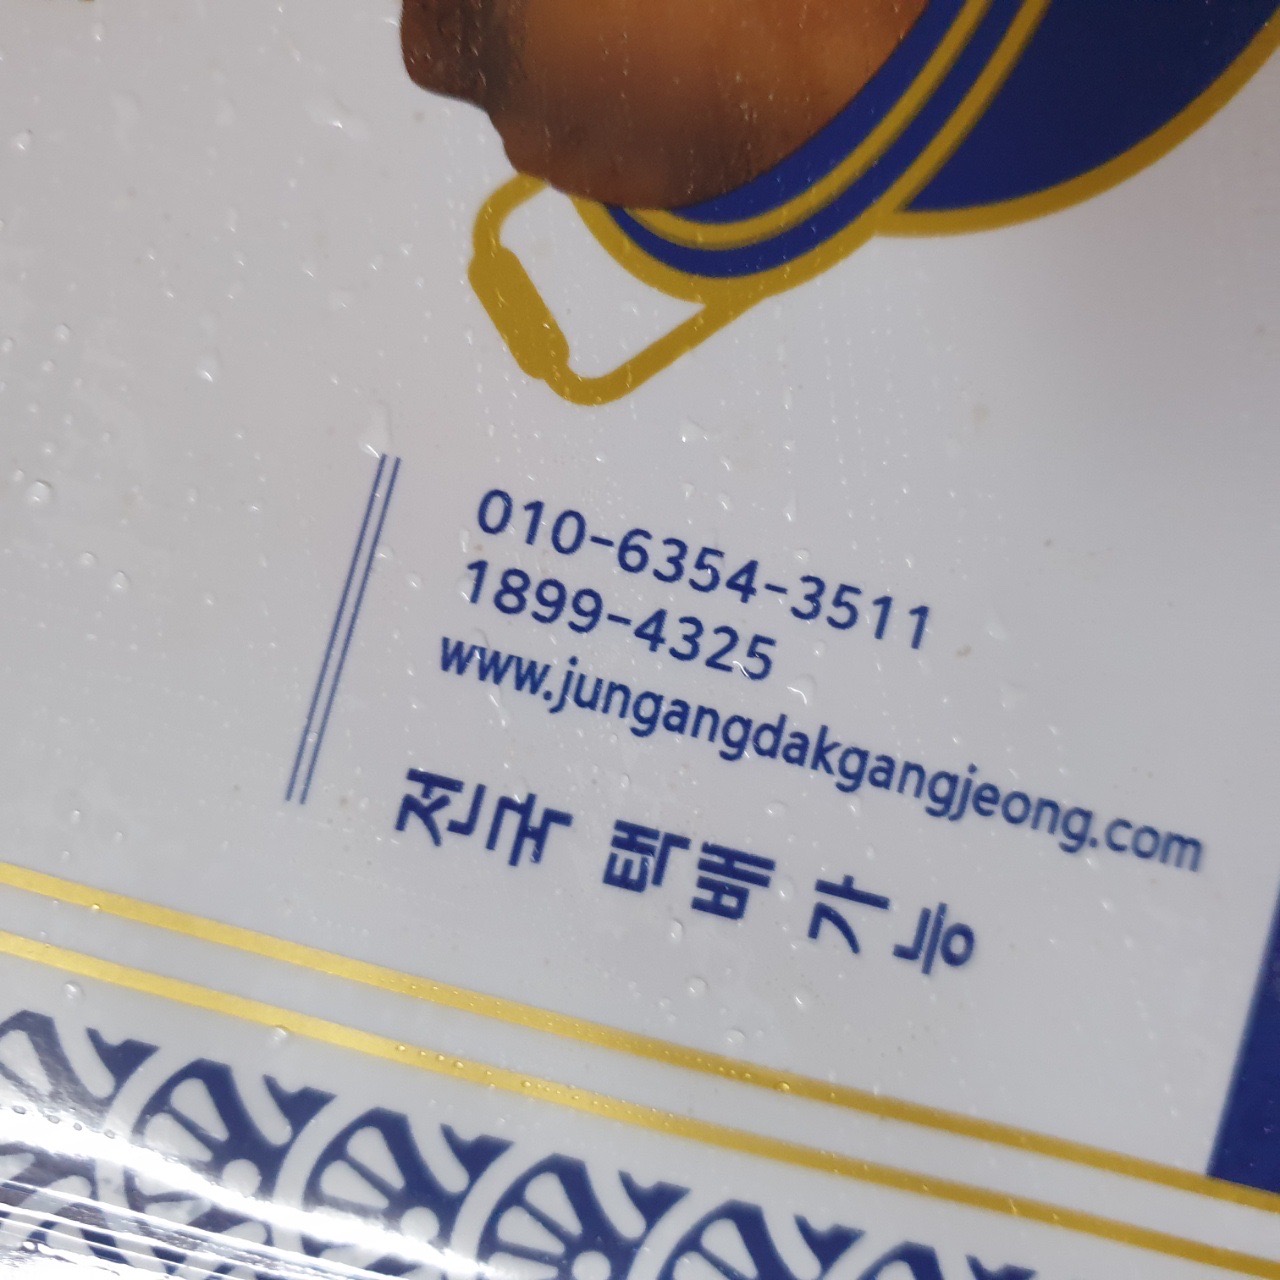 010-6354-3511
1899-4325
www.jungangdakgangjeong.com
전국 택배 가능